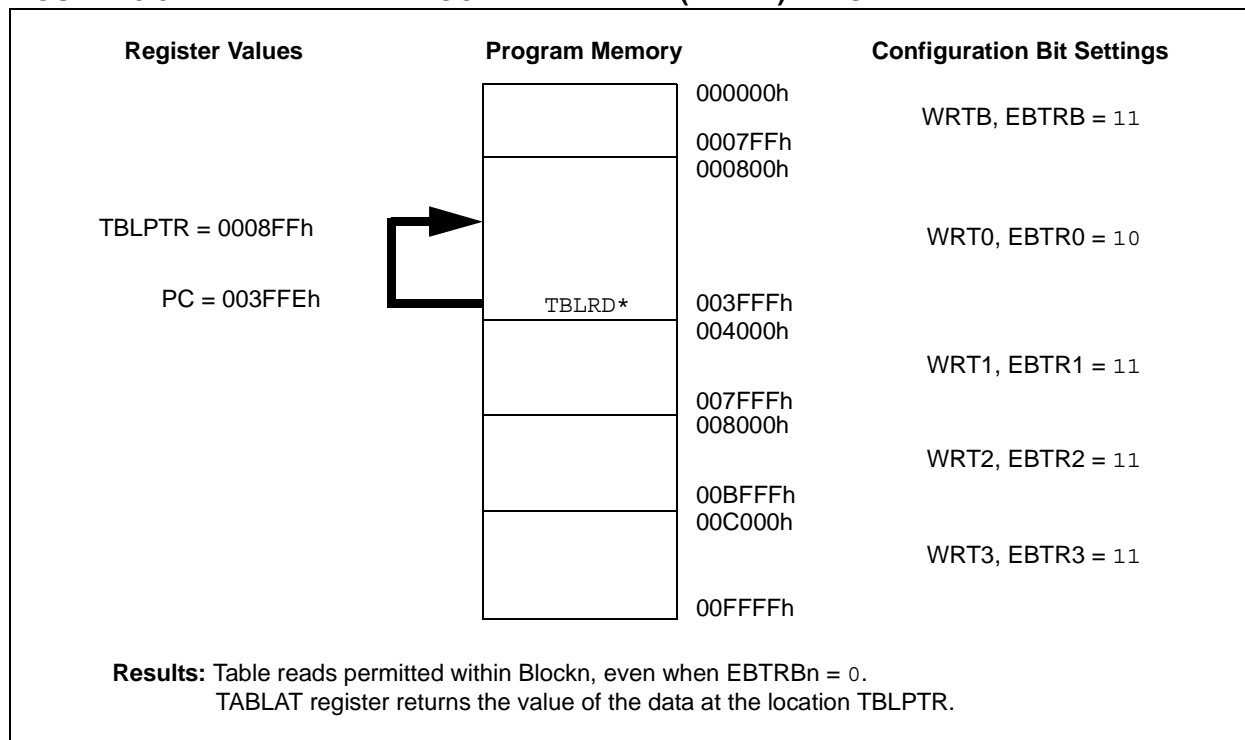 Register Values Program Memory Configuration Bit Settings
000000h
WRTB, EBTRB = 11
0007FFh
000800h
TBLPTR = 0008FFh
WRT0, EBTR0 = 10
PC = 003FFEh
TBLRD*
003FFFh
004000h
WRT1, EBTR1 = 11
007FFFh
008000h
WRT2, EBTR2 = 11
00BFFFh
00C000h
WRT3, EBTR3 = 11
00FFFFh
Results: Table reads permitted within Blockn, even when EBTRBn = 0.
TABLAT register returns the value of the data at the location TBLPTR.